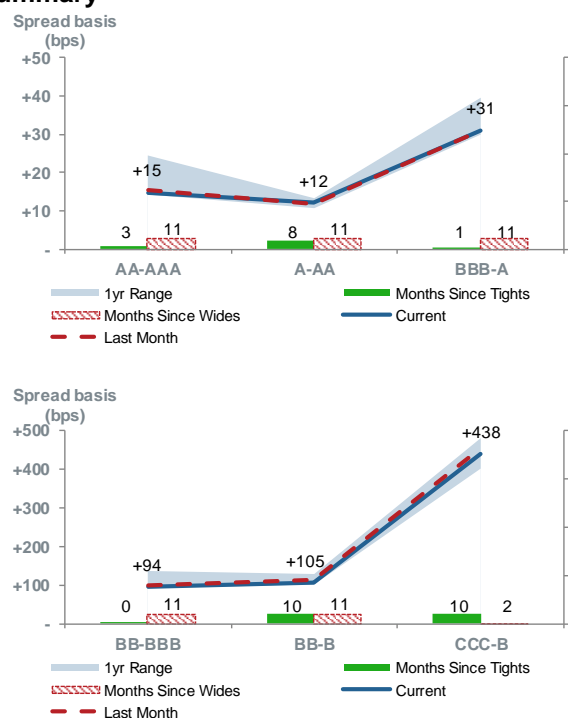 Spread basis
(bps)
+50
+40
+30
+20
+10
-
+15
+12
+31
3 11 8 11 1 11
AA-AAA A-AA BBB-A
1yr Range Months Since Tights
Months Since Wides Current
Last Month
Spread basis
(bps)
+500
+400
+300
+200
+100
-
+94
+105
+438
0 11 10 11 10 2
BB-BBB BB-B CCC-B
1yr Range Months Since Tights
Months Since Wides Current
Last Month